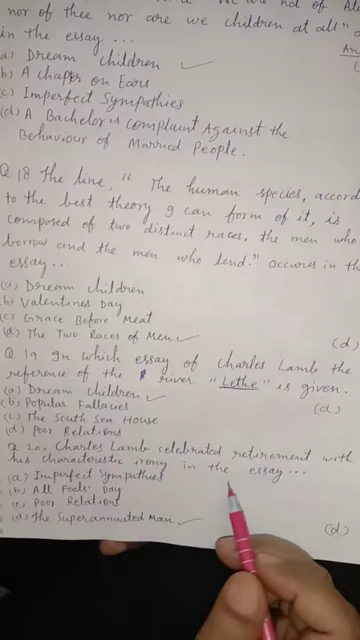 nor of thee nor are we children at all"
in the essay ...
An
a) Dream children ✓
b) A chapter on Ears
(c) Imperfect Sympathies
(d) A Bachelor's Complaint Against the
Behaviour of Married People.
Q 18 The line, " The human species, accord
to the best theory I can form of it, is
composed of two distinct races, the men who
borrow and the men who lend." Occures in th
essay...
(a) Dream children
(b) Valentines Day
(c) Grace Before Meat
(d) The Two Races of Men ✓
(d)
Q 19 In which essay of Charles Lamb the
reference of the river "Lethe" is given.
(a) Dream children ✓
(a)
(b) Popular Fallacies
(c) The South Sea House
(d) Poor Relations
Q 20. Charles Lamb celebrated retirement with
his characteristic irony in the essay...
(a) Imperfect Sympathies
(b) All Fools' Day
(c) Poor Relations
(d) The Superannuated Man ✓
(d)